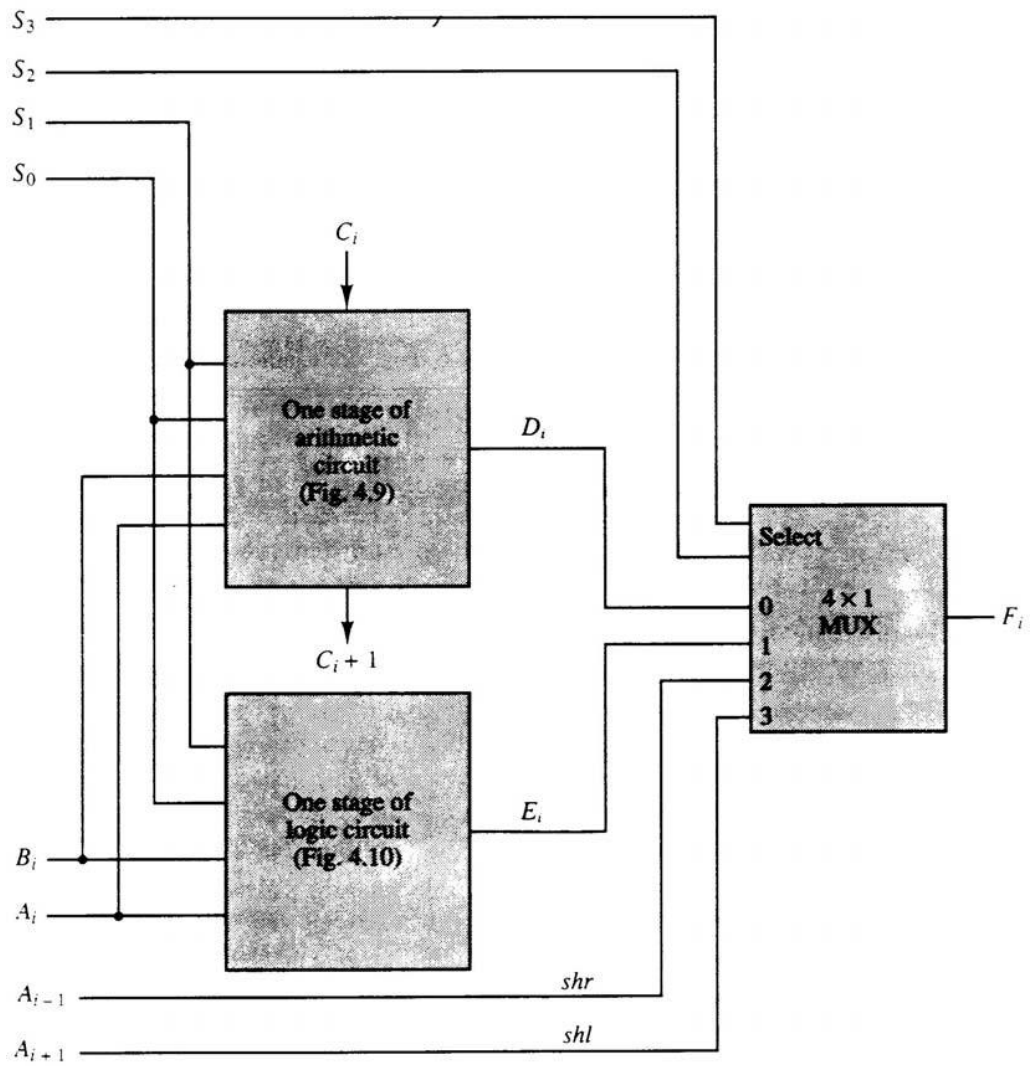 S3
S2
S1
S0
Ci
One stage of
arithmetic
circuit
(Fig. 4.9)
Di
Select
0
4 × 1
MUX
1
2
3
Fi
Ci + 1
One stage of
logic circuit
(Fig. 4.10)
Ei
Bi
Ai
Ai − 1
shr
Ai + 1
shl